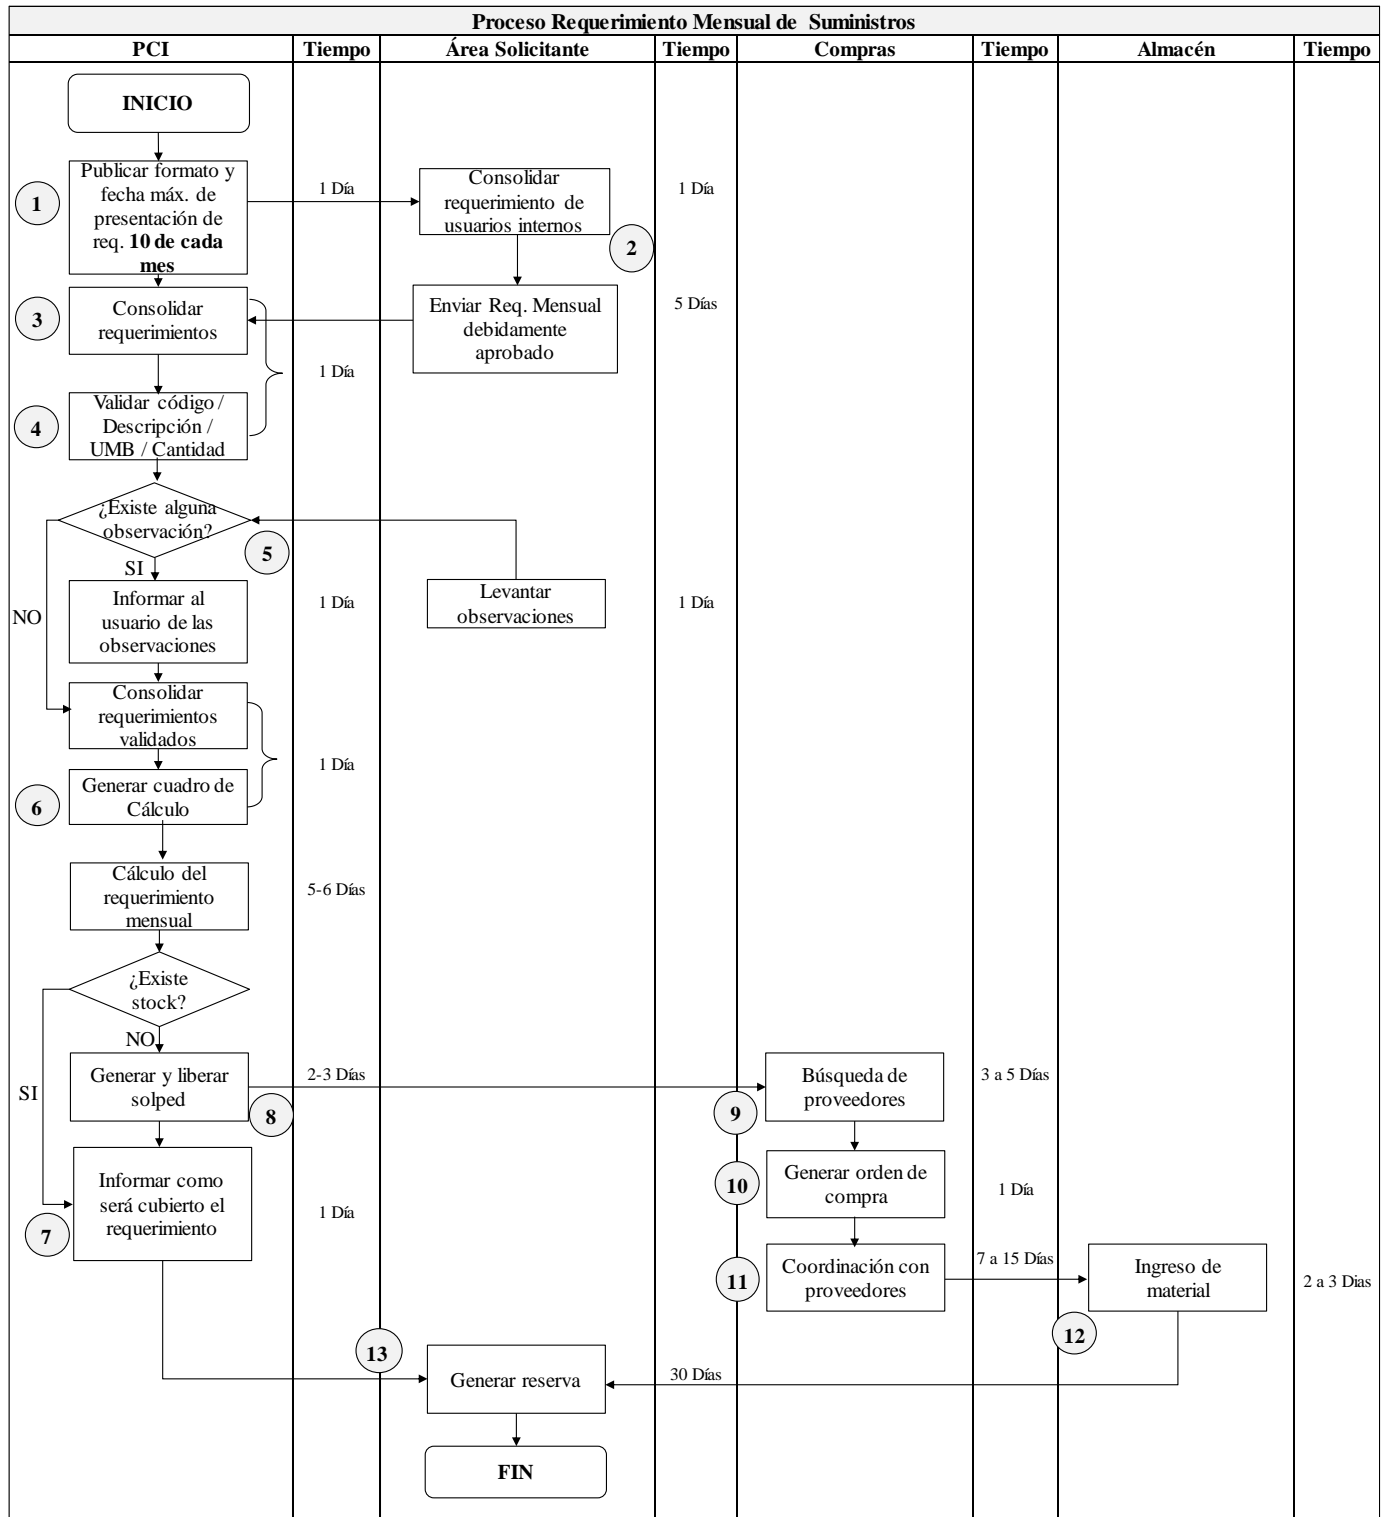 Proceso Requerimiento Mensual de Suministros
PCI
Tiempo
Área Solicitante
Tiempo
Compras
Tiempo
Almacén
Tiempo
INICIO
1
Publicar formato y
fecha máx. de
presentación de
req. 10 de cada
mes
1 Día
Consolidar
requerimiento de
usuarios internos
2
1 Día
3
Consolidar
requerimientos
Enviar Req. Mensual
debidamente
aprobado
5 Días
1 Día
4
Validar código /
Descripción /
UMB / Cantidad
¿Existe alguna
observación?
5
SI
NO
Informar al
usuario de las
observaciones
1 Día
Levantar
observaciones
1 Día
Consolidar
requerimientos
validados
1 Día
6
Generar cuadro de
Cálculo
Cálculo del
requerimiento
mensual
5-6 Días
¿Existe
stock?
NO
SI
Generar y liberar
solped
8
2-3 Días
9
Búsqueda de
proveedores
3 a 5 Días
10
Generar orden de
compra
1 Día
7
Informar como
será cubierto el
requerimiento
1 Día
11
Coordinación con
proveedores
7 a 15 Días
Ingreso de
material
12
2 a 3 Dias
13
Generar reserva
30 Días
FIN